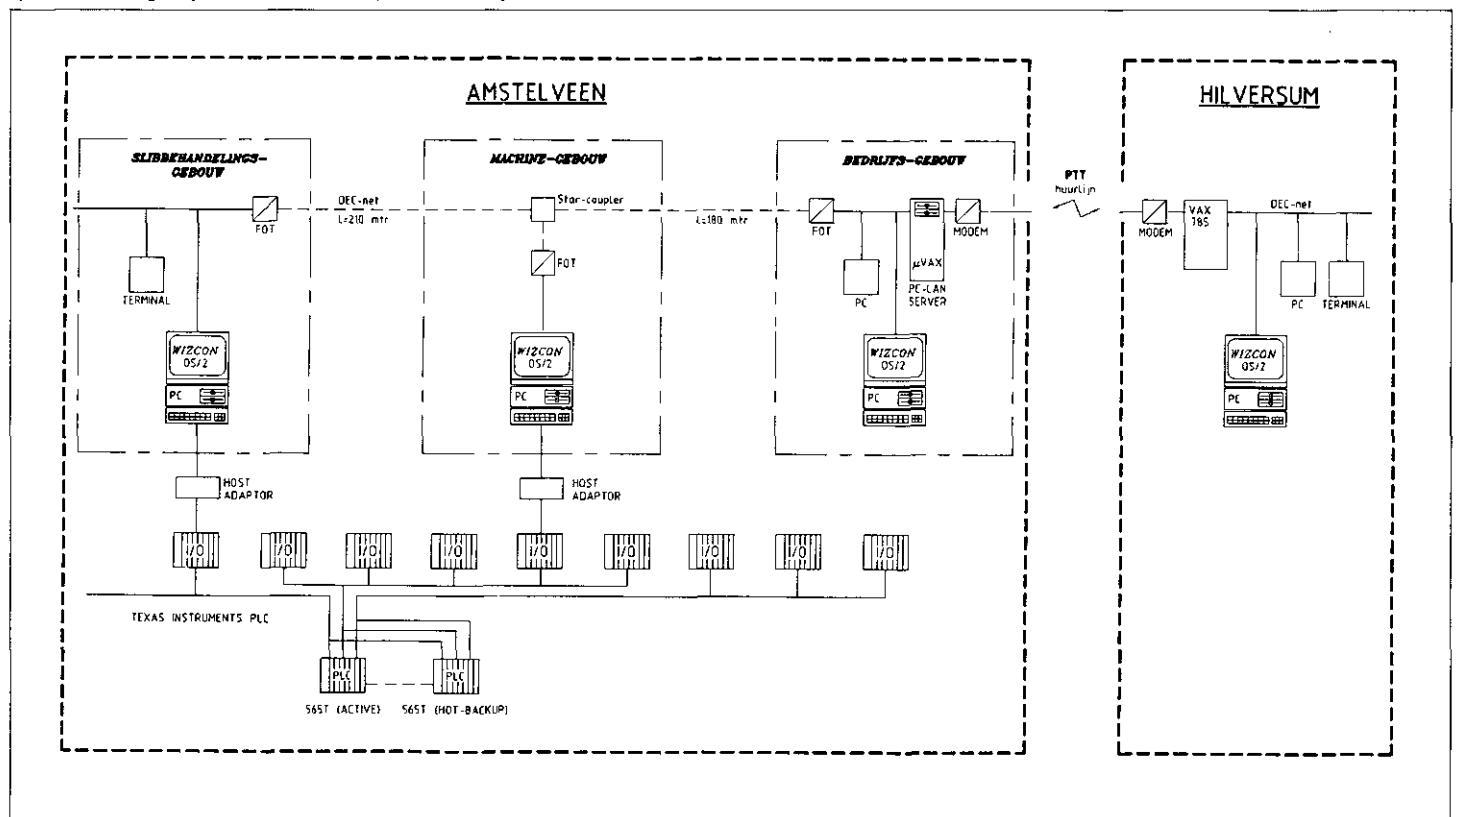 AMSTELVEEN
HILVERSUM
SLIBBEHANDELINGS-
GEBOUW
MACHINE-GEBOUW
BEDRIJFS-GEBOUW
PTT
huurlijn
DEC-net
L=210 mtr
Star-coupler
L=180 mtr
FOT
FOT
FOT
MODEM
MODEM
VAX
785
DEC-net
TERMINAL
PC
µVAX
PC-LAN
SERVER
PC
TERMINAL
WIZCON
OS/2
PC
WIZCON
OS/2
PC
WIZCON
OS/2
PC
WIZCON
OS/2
PC
HOST
ADAPTOR
HOST
ADAPTOR
I/O
I/O
I/O
I/O
I/O
I/O
I/O
I/O
I/O
TEXAS INSTRUMENTS PLC
PLC
PLC
565T (ACTIVE)
565T (HOT-BACKUP)